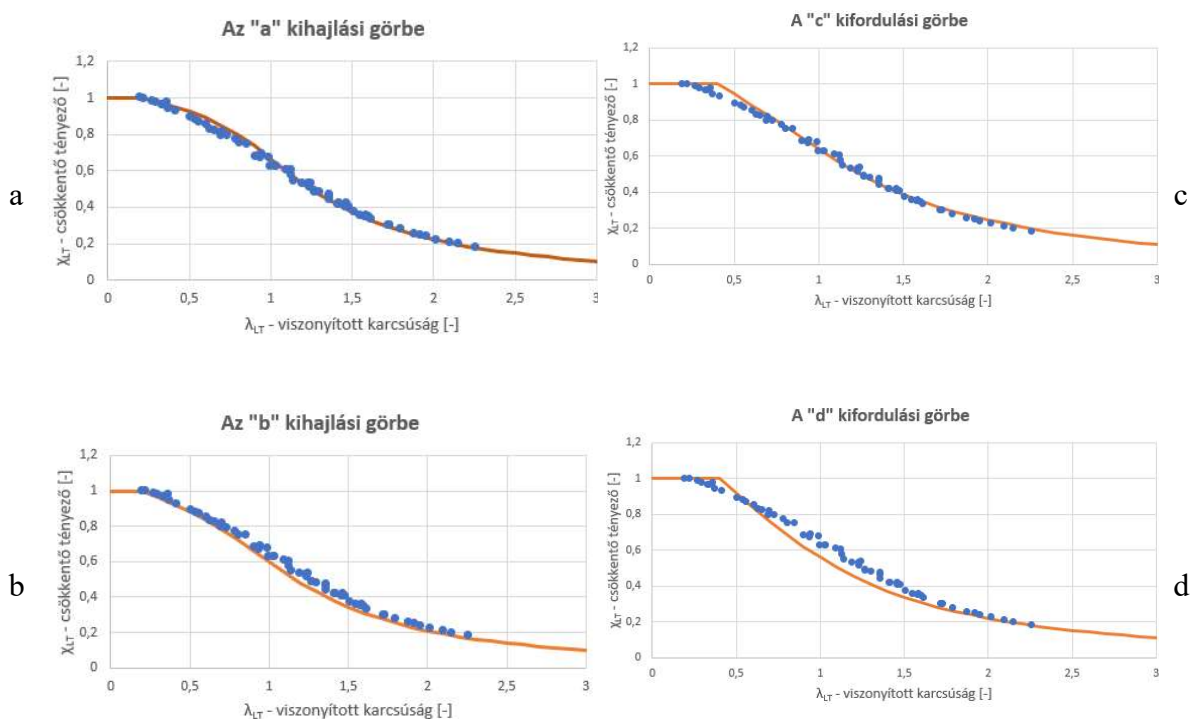 Az "a" kihajlási görbe
χLT - csökkentő tényező [-]
1,2
1
0,8
0,6
0,4
0,2
0
0 0,5 1 1,5 2 2,5 3
λLT - viszonyított karcsúság [-]
a
A "c" kifordulási görbe
χLT - csökkentő tényező [-]
1,2
1
0,8
0,6
0,4
0,2
0
0 0,5 1 1,5 2 2,5 3
λLT - viszonyított karcsúság [-]
c
Az "b" kihajlási görbe
χLT - csökkentő tényező [-]
1,2
1
0,8
0,6
0,4
0,2
0
0 0,5 1 1,5 2 2,5 3
λLT - viszonyított karcsúság [-]
b
A "d" kifordulási görbe
χLT - csökkentő tényező [-]
1,2
1
0,8
0,6
0,4
0,2
0
0 0,5 1 1,5 2 2,5 3
λLT - viszonyított karcsúság [-]
d